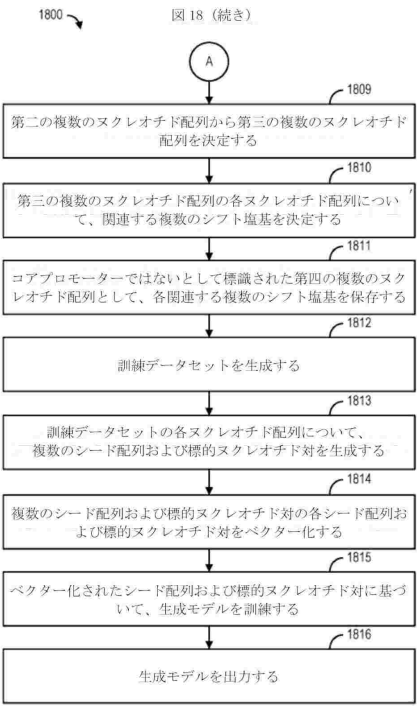 1800
図 18（続き）
A
1809
第二の複数のヌクレオチド配列から第三の複数のヌクレオチド
配列を決定する
1810
第三の複数のヌクレオチド配列の各ヌクレオチド配列につい
て、関連する複数のシフト塩基を決定する
1811
コアプロモーターではないとして標識された第四の複数のヌク
レオチド配列として、各関連する複数のシフト塩基を保存する
1812
訓練データセットを生成する
1813
訓練データセットの各ヌクレオチド配列について、
複数のシード配列および標的ヌクレオチド対を生成する
1814
複数のシード配列および標的ヌクレオチド対の各シード配列お
よび標的ヌクレオチド対をベクター化する
1815
ベクター化されたシード配列および標的ヌクレオチド対に基づ
いて、生成モデルを訓練する
1816
生成モデルを出力する